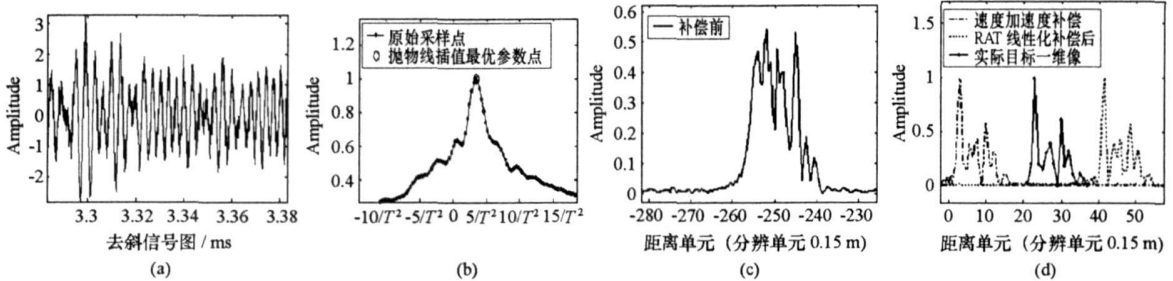 3
2
1
0
-1
-2
Amplitude
3.3
3.32
3.34
3.36
3.38
去斜信号图 / ms
(a)
1.2
1
0.8
0.6
0.4
Amplitude
原始采样点
抛物线插值最优参数点
-10/T² -5/T² 0 5/T² 10/T² 15/T²
(b)
0.6
0.5
0.4
0.3
0.2
0.1
0
Amplitude
补偿前
-280 -270 -260 -250 -240 -230
距离单元（分辨单元 0.15 m）
(c)
1.5
1
0.5
0
Amplitude
速度加速度补偿
RAT 线性化补偿后
实际目标一维像
0 10 20 30 40 50
距离单元（分辨单元 0.15 m）
(d)